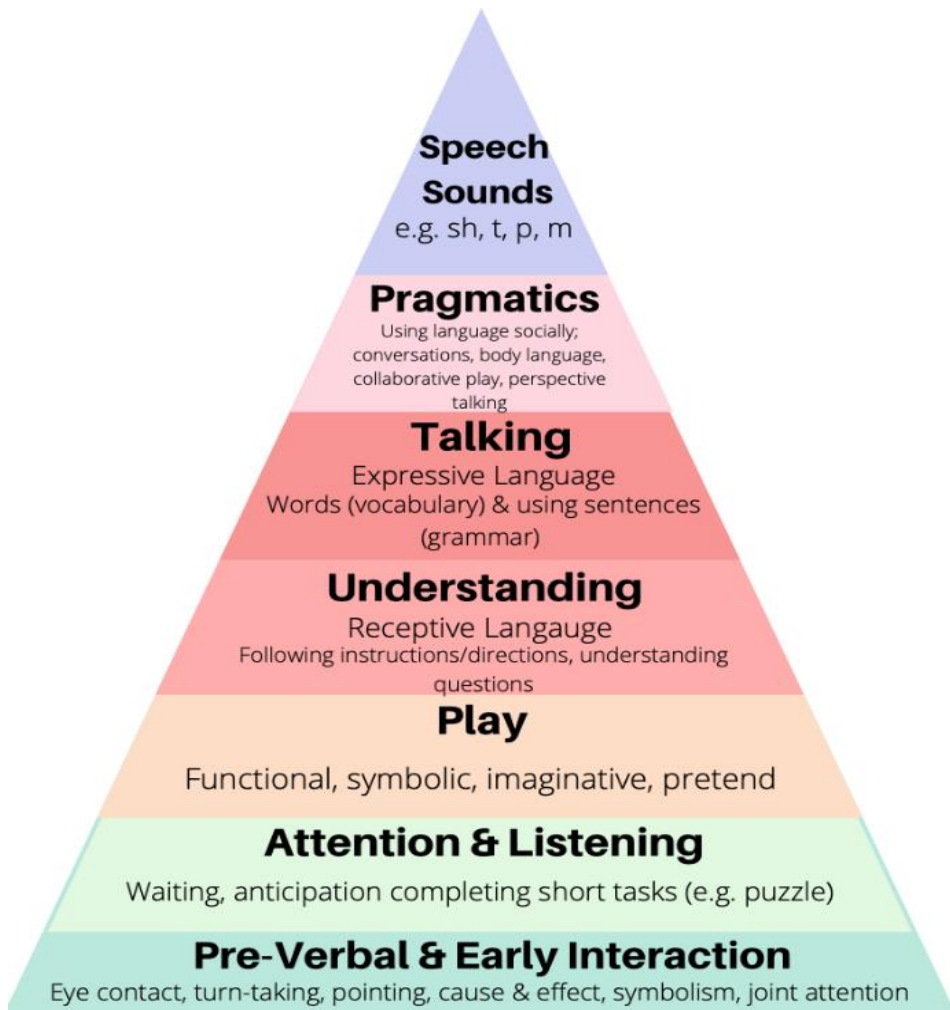 Speech
Sounds
e.g. sh, t, p, m
Pragmatics
Using language socially;
conversations, body language,
collaborative play, perspective
talking
Talking
Expressive Language
Words (vocabulary) & using sentences
(grammar)
Understanding
Receptive Langauge
Following instructions/directions, understanding
questions
Play
Functional, symbolic, imaginative, pretend
Attention & Listening
Waiting, anticipation completing short tasks (e.g. puzzle)
Pre-Verbal & Early Interaction
Eye contact, turn-taking, pointing, cause & effect, symbolism, joint attention